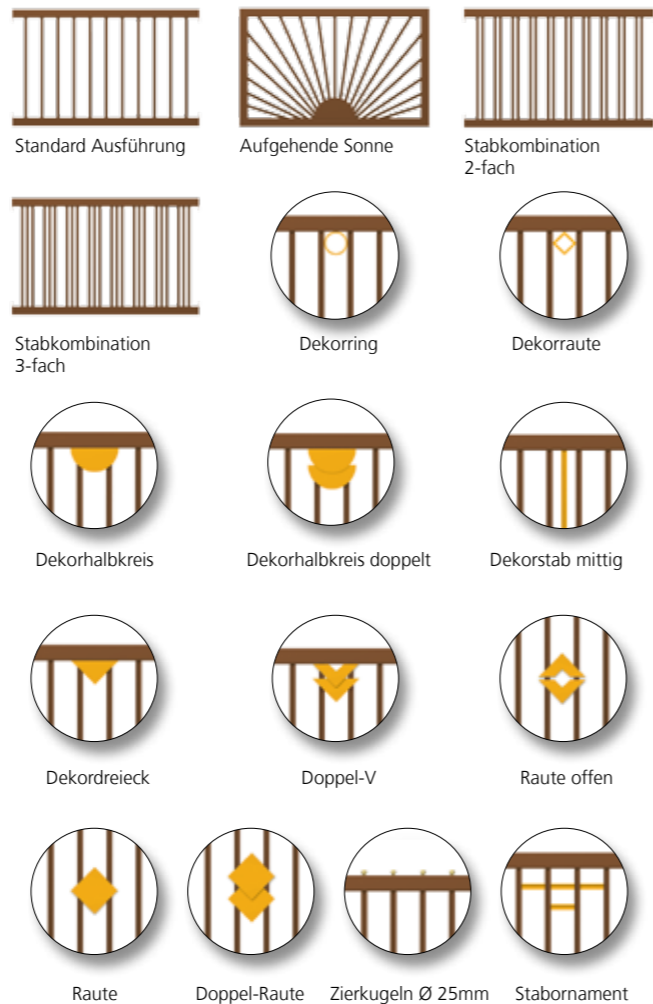 Standard Ausführung
Aufgehende Sonne
Stabkombination
2-fach
Stabkombination
3-fach
Dekorring
Dekorraute
Dekorhalbkreis
Dekorhalbkreis doppelt
Dekorstab mittig
Dekordreieck
Doppel-V
Raute offen
Raute
Doppel-Raute
Zierkugeln Ø 25mm
Stabornament